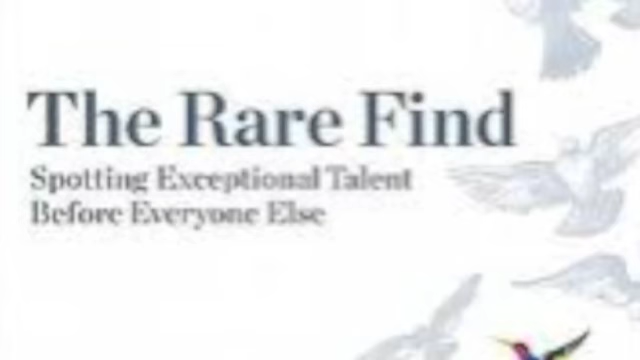 The Rare Find
Spotting Exceptional Talent
Before Everyone Else